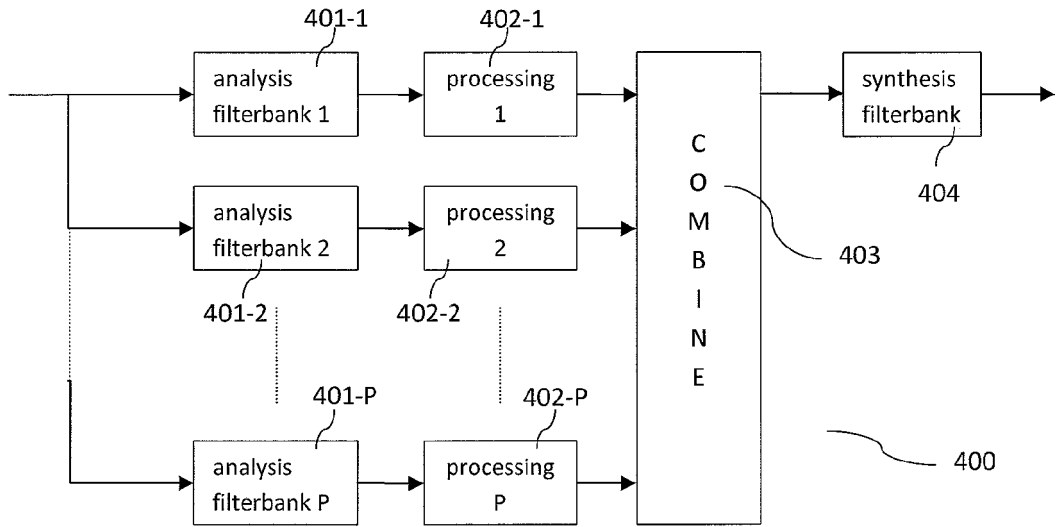 401-1
402-1
analysis
filterbank 1
processing
1
synthesis
filterbank
404
C
O
M
B
I
N
E
403
analysis
filterbank 2
processing
2
401-2
402-2
401-P
402-P
analysis
filterbank P
processing
P
400